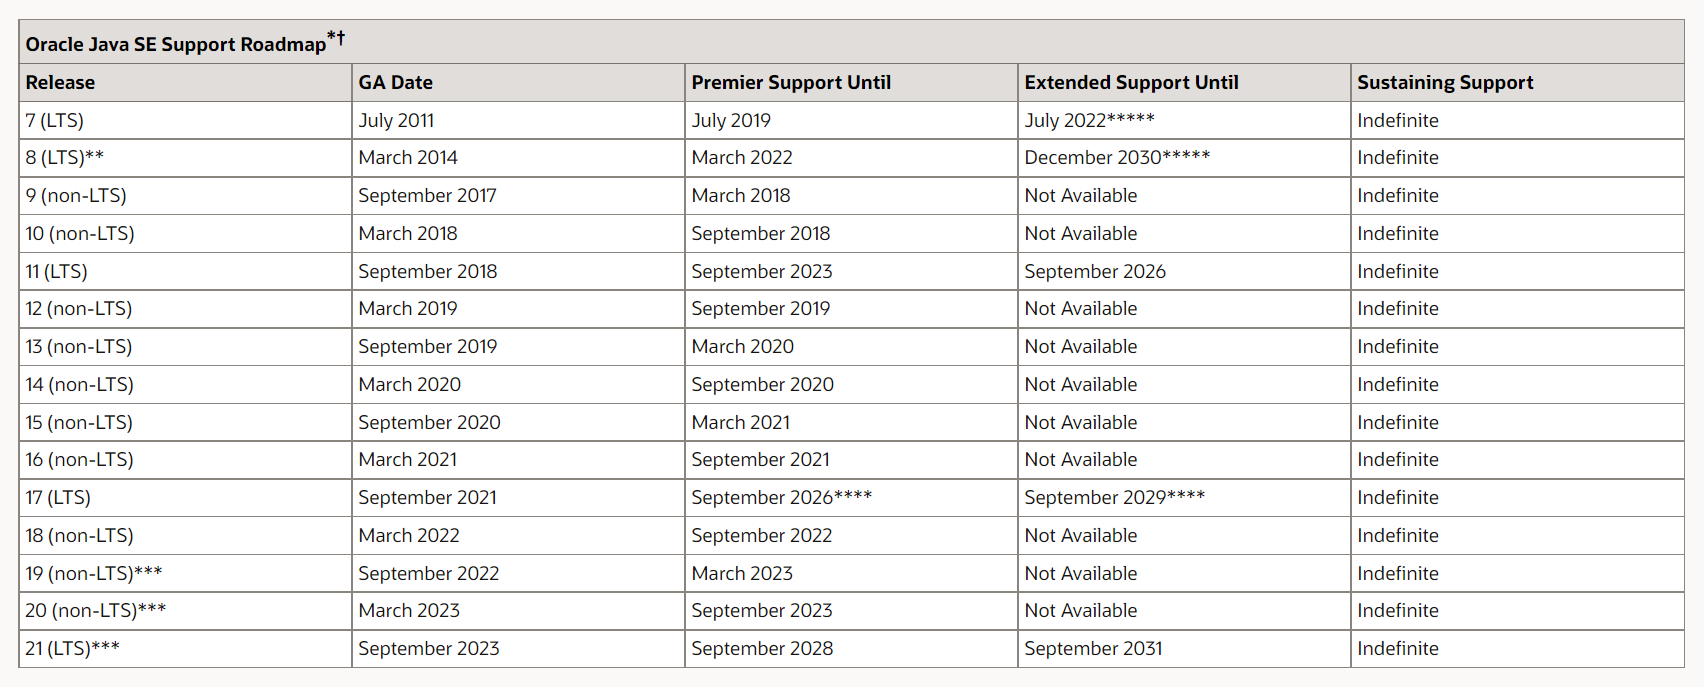 Oracle Java SE Support Roadmap*†
Release GA Date Premier Support Until Extended Support Until Sustaining Support
7 (LTS) July 2011 July 2019 July 2022***** Indefinite
8 (LTS)** March 2014 March 2022 December 2030***** Indefinite
9 (non-LTS) September 2017 March 2018 Not Available Indefinite
10 (non-LTS) March 2018 September 2018 Not Available Indefinite
11 (LTS) September 2018 September 2023 September 2026 Indefinite
12 (non-LTS) March 2019 September 2019 Not Available Indefinite
13 (non-LTS) September 2019 March 2020 Not Available Indefinite
14 (non-LTS) March 2020 September 2020 Not Available Indefinite
15 (non-LTS) September 2020 March 2021 Not Available Indefinite
16 (non-LTS) March 2021 September 2021 Not Available Indefinite
17 (LTS) September 2021 September 2026**** September 2029**** Indefinite
18 (non-LTS) March 2022 September 2022 Not Available Indefinite
19 (non-LTS)*** September 2022 March 2023 Not Available Indefinite
20 (non-LTS)*** March 2023 September 2023 Not Available Indefinite
21 (LTS)*** September 2023 September 2028 September 2031 Indefinite